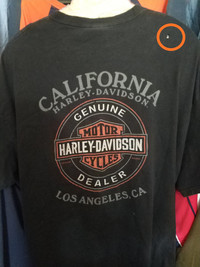 CALIFORNIA
HARLEY-DAVIDSON
GENUINE
MOTOR
HARLEY-DAVIDSON
CYCLES
DEALER
LOS ANGELES, CA